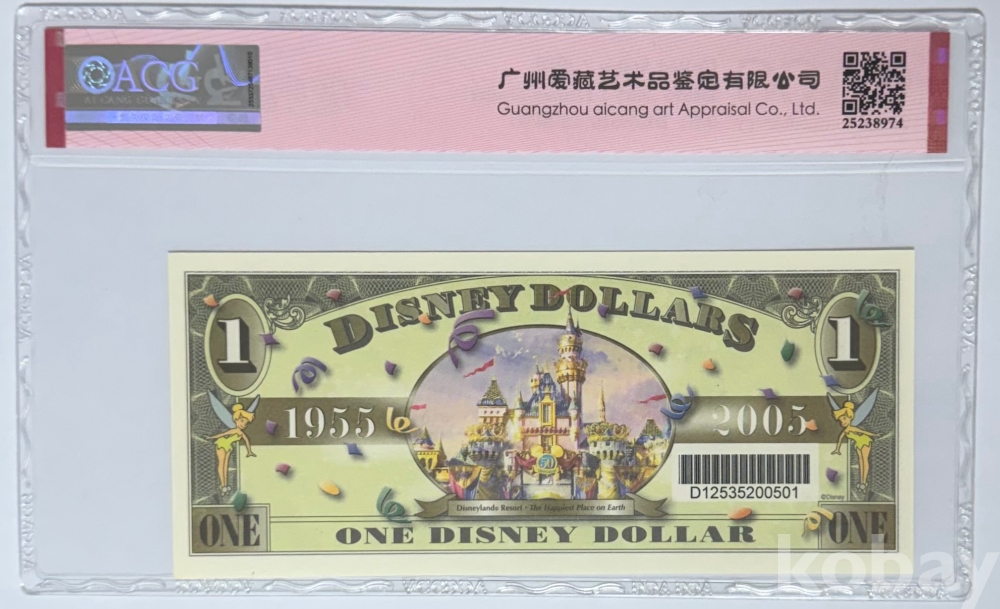 ACG
广州爱藏艺术品鉴定有限公司
Guangzhou aicang art Appraisal Co., Ltd.
25238974
DISNEY DOLLARS
1
1
1955
2005
50
D12535200501
©Disney
Disneylands Resort • The Happiest Place on Earth
ONE
ONE DISNEY DOLLAR
ONE
kobay